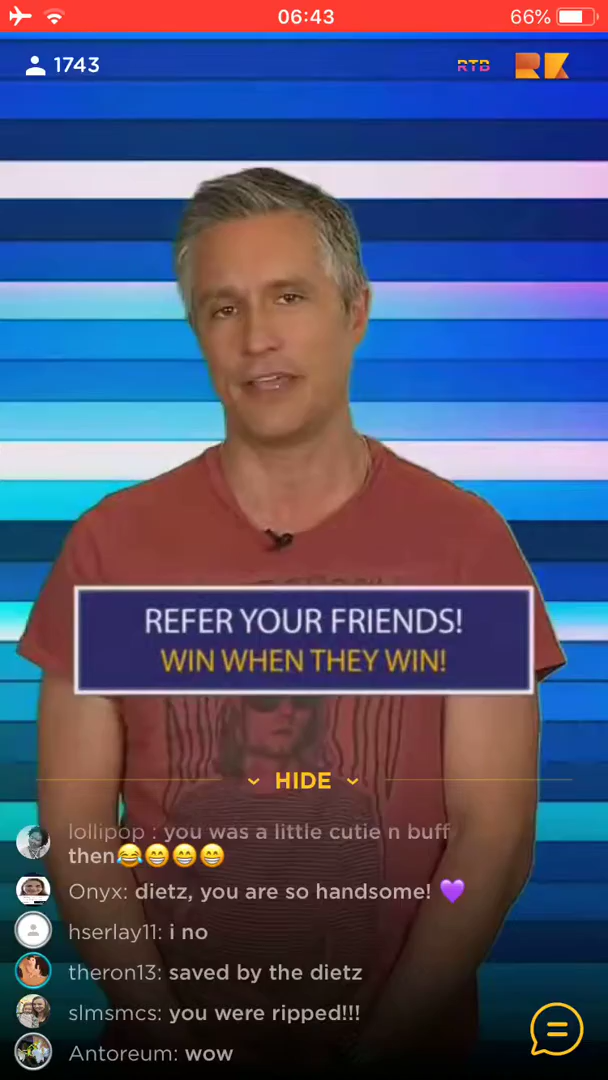 06:43
66%
1743
RTB
RK
REFER YOUR FRIENDS!
WIN WHEN THEY WIN!
HIDE
lollipop : you was a little cutie n buff
then😂😁😁😁
Onyx: dietz, you are so handsome! 💜
hserlay11: i no
theron13: saved by the dietz
slmsmcs: you were ripped!!!
Antoreum: wow